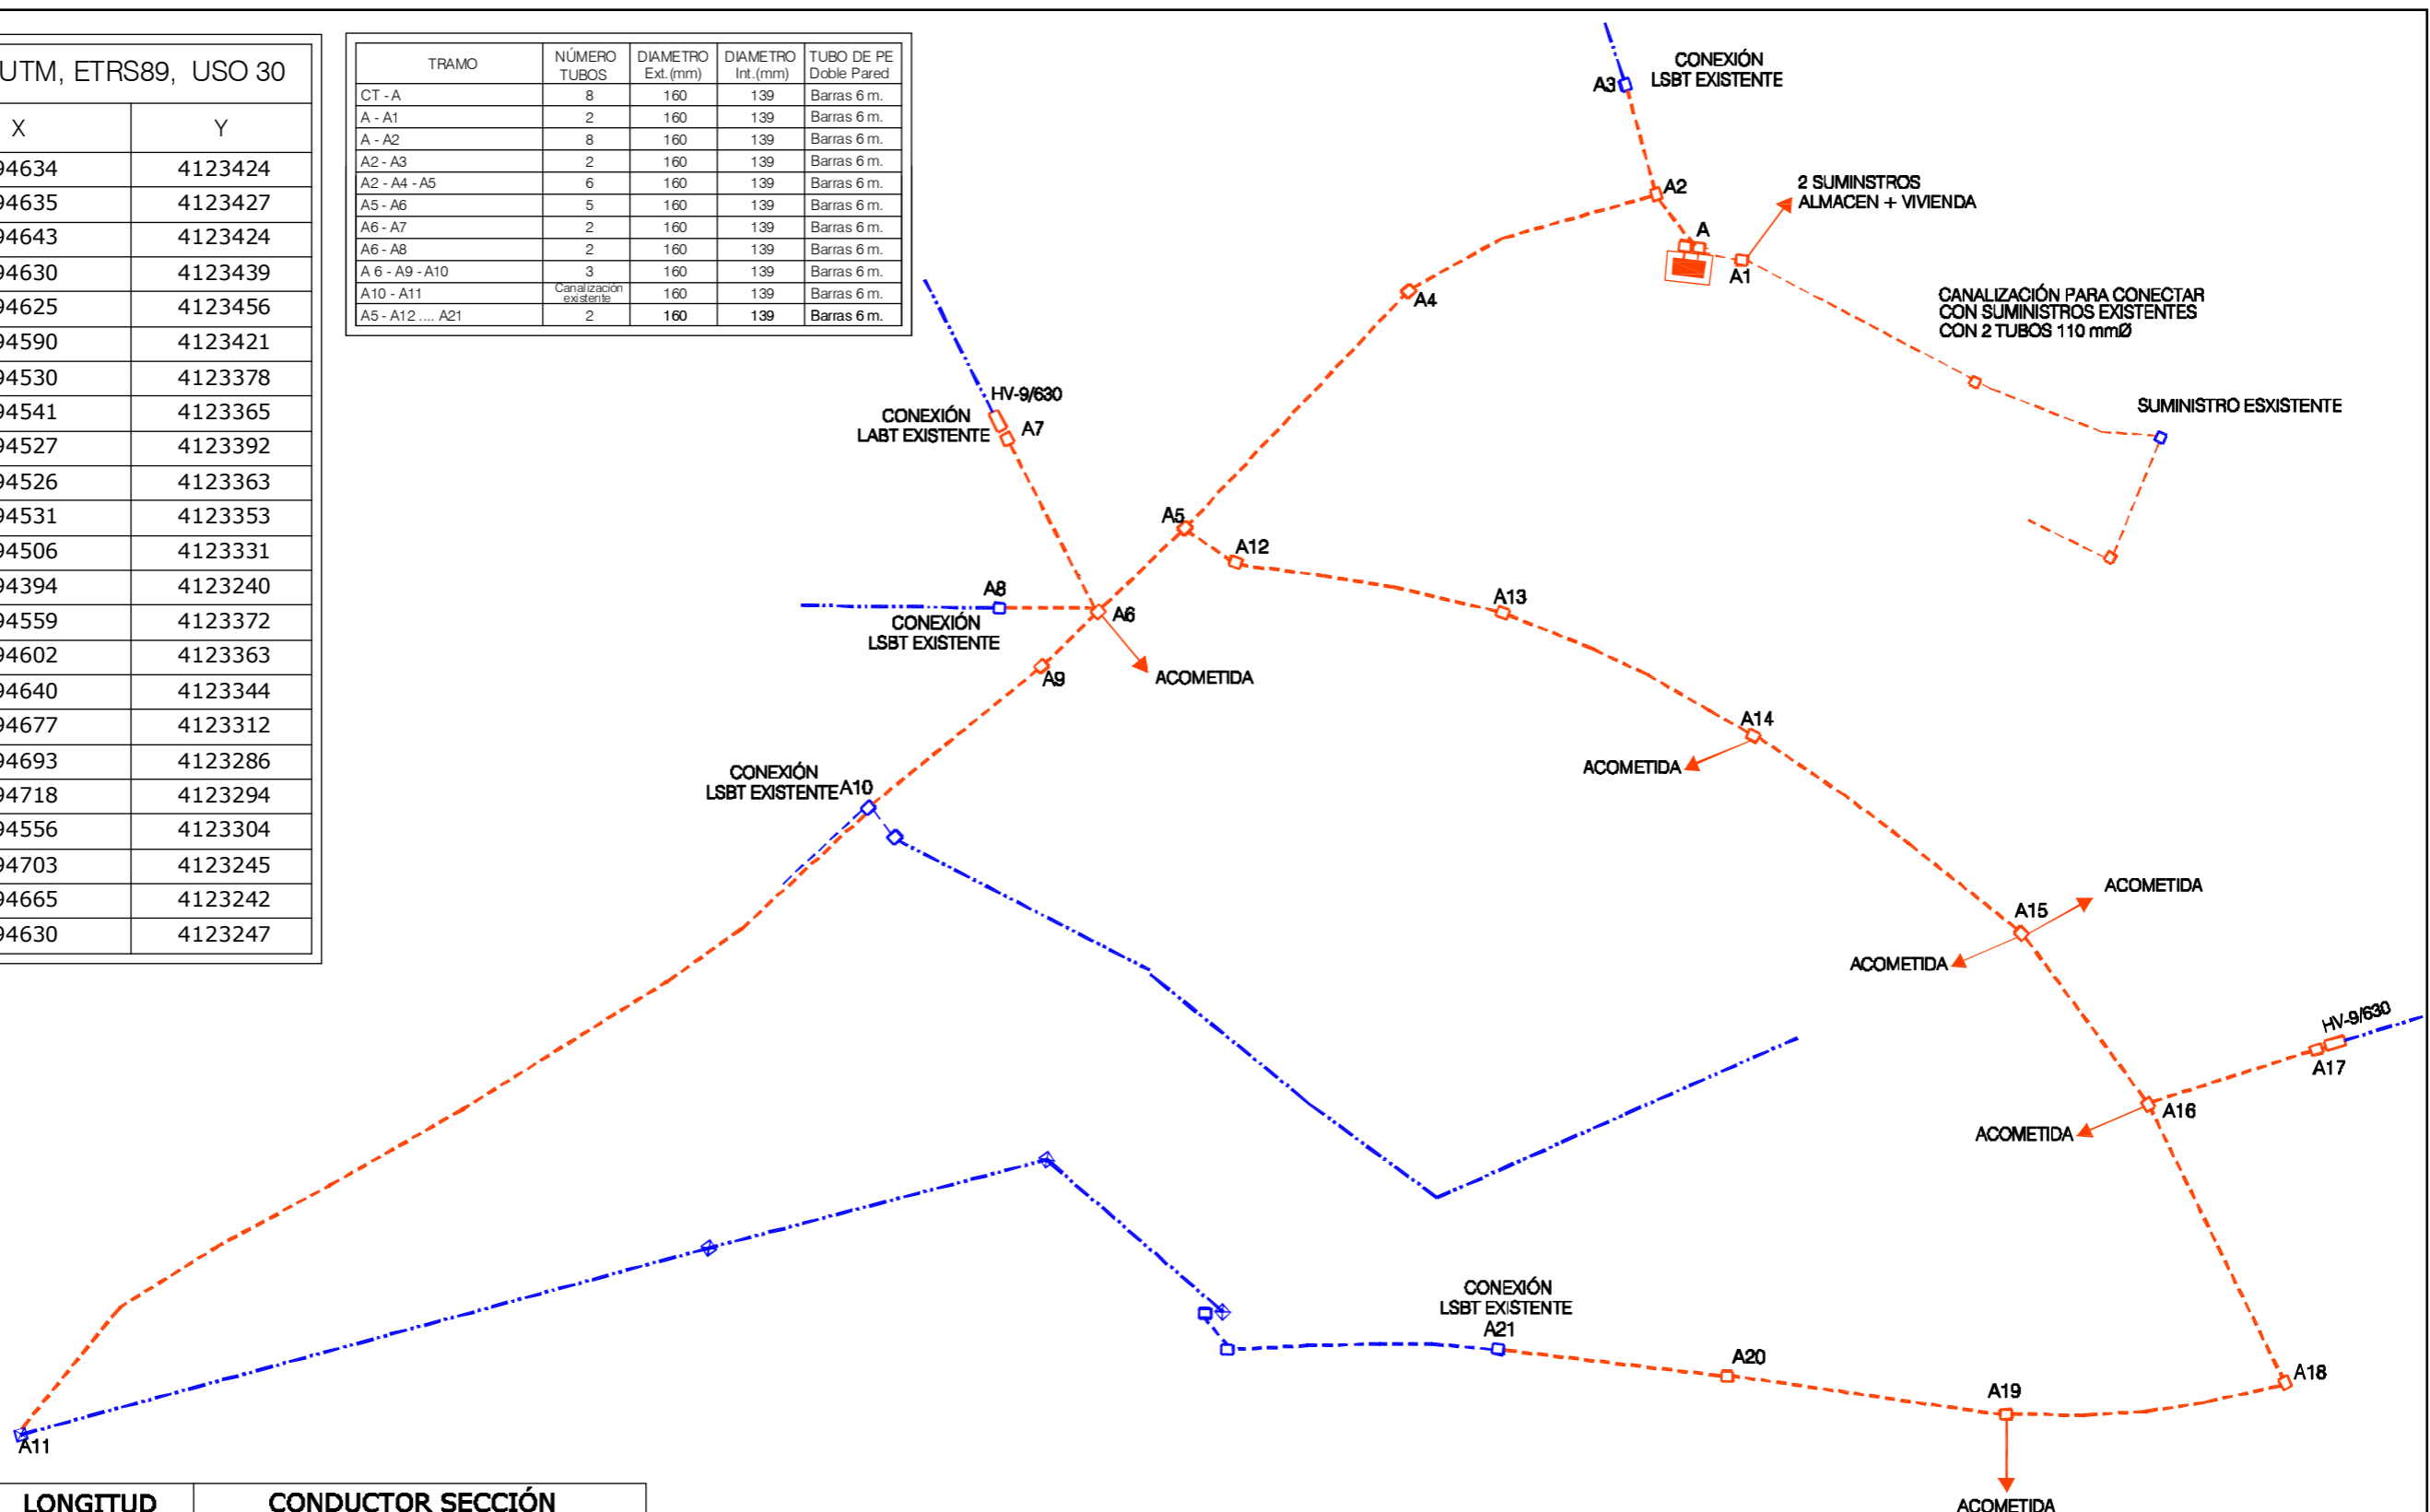 UTM, ETRS89, USO 30
X Y
94634 4123424
94635 4123427
94643 4123424
94630 4123439
94625 4123456
94590 4123421
94530 4123378
94541 4123365
94527 4123392
94526 4123363
94531 4123353
94506 4123331
94394 4123240
94559 4123372
94602 4123363
94640 4123344
94677 4123312
94693 4123286
94718 4123294
94556 4123304
94703 4123245
94665 4123242
94630 4123247
TRAMO NÚMERO TUBOS DIAMETRO Ext.(mm) DIAMETRO Int.(mm) TUBO DE PE Doble Pared
CT - A 8 160 139 Barras 6 m.
A - A1 2 160 139 Barras 6 m.
A - A2 8 160 139 Barras 6 m.
A2 - A3 2 160 139 Barras 6 m.
A2 - A4 - A5 6 160 139 Barras 6 m.
A5 - A6 5 160 139 Barras 6 m.
A6 - A7 2 160 139 Barras 6 m.
A6 - A8 2 160 139 Barras 6 m.
A 6 - A9 - A10 3 160 139 Barras 6 m.
A10 - A11 Canalización existente 160 139 Barras 6 m.
A5 - A12 .... A21 2 160 139 Barras 6 m.
CONEXIÓN
LSBT EXISTENTE
A3
A2
2 SUMINSTROS
ALMACEN + VIVIENDA
A
A1
A4
CANALIZACIÓN PARA CONECTAR
CON SUMINISTROS EXISTENTES
CON 2 TUBOS 110 mmØ
SUMINISTRO ESXISTENTE
HV-9/630
CONEXIÓN
LABT EXISTENTE
A7
A5
A12
A8
CONEXIÓN
LSBT EXISTENTE
A6
A13
A9
ACOMETIDA
A14
ACOMETIDA
CONEXIÓN
LSBT EXISTENTE
A10
ACOMETIDA
A15
ACOMETIDA
HV-9/630
A17
A16
ACOMETIDA
CONEXIÓN
LSBT EXISTENTE
A21
A20
A18
A19
A11
ACOMETIDA
LONGITUD CONDUCTOR SECCIÓN